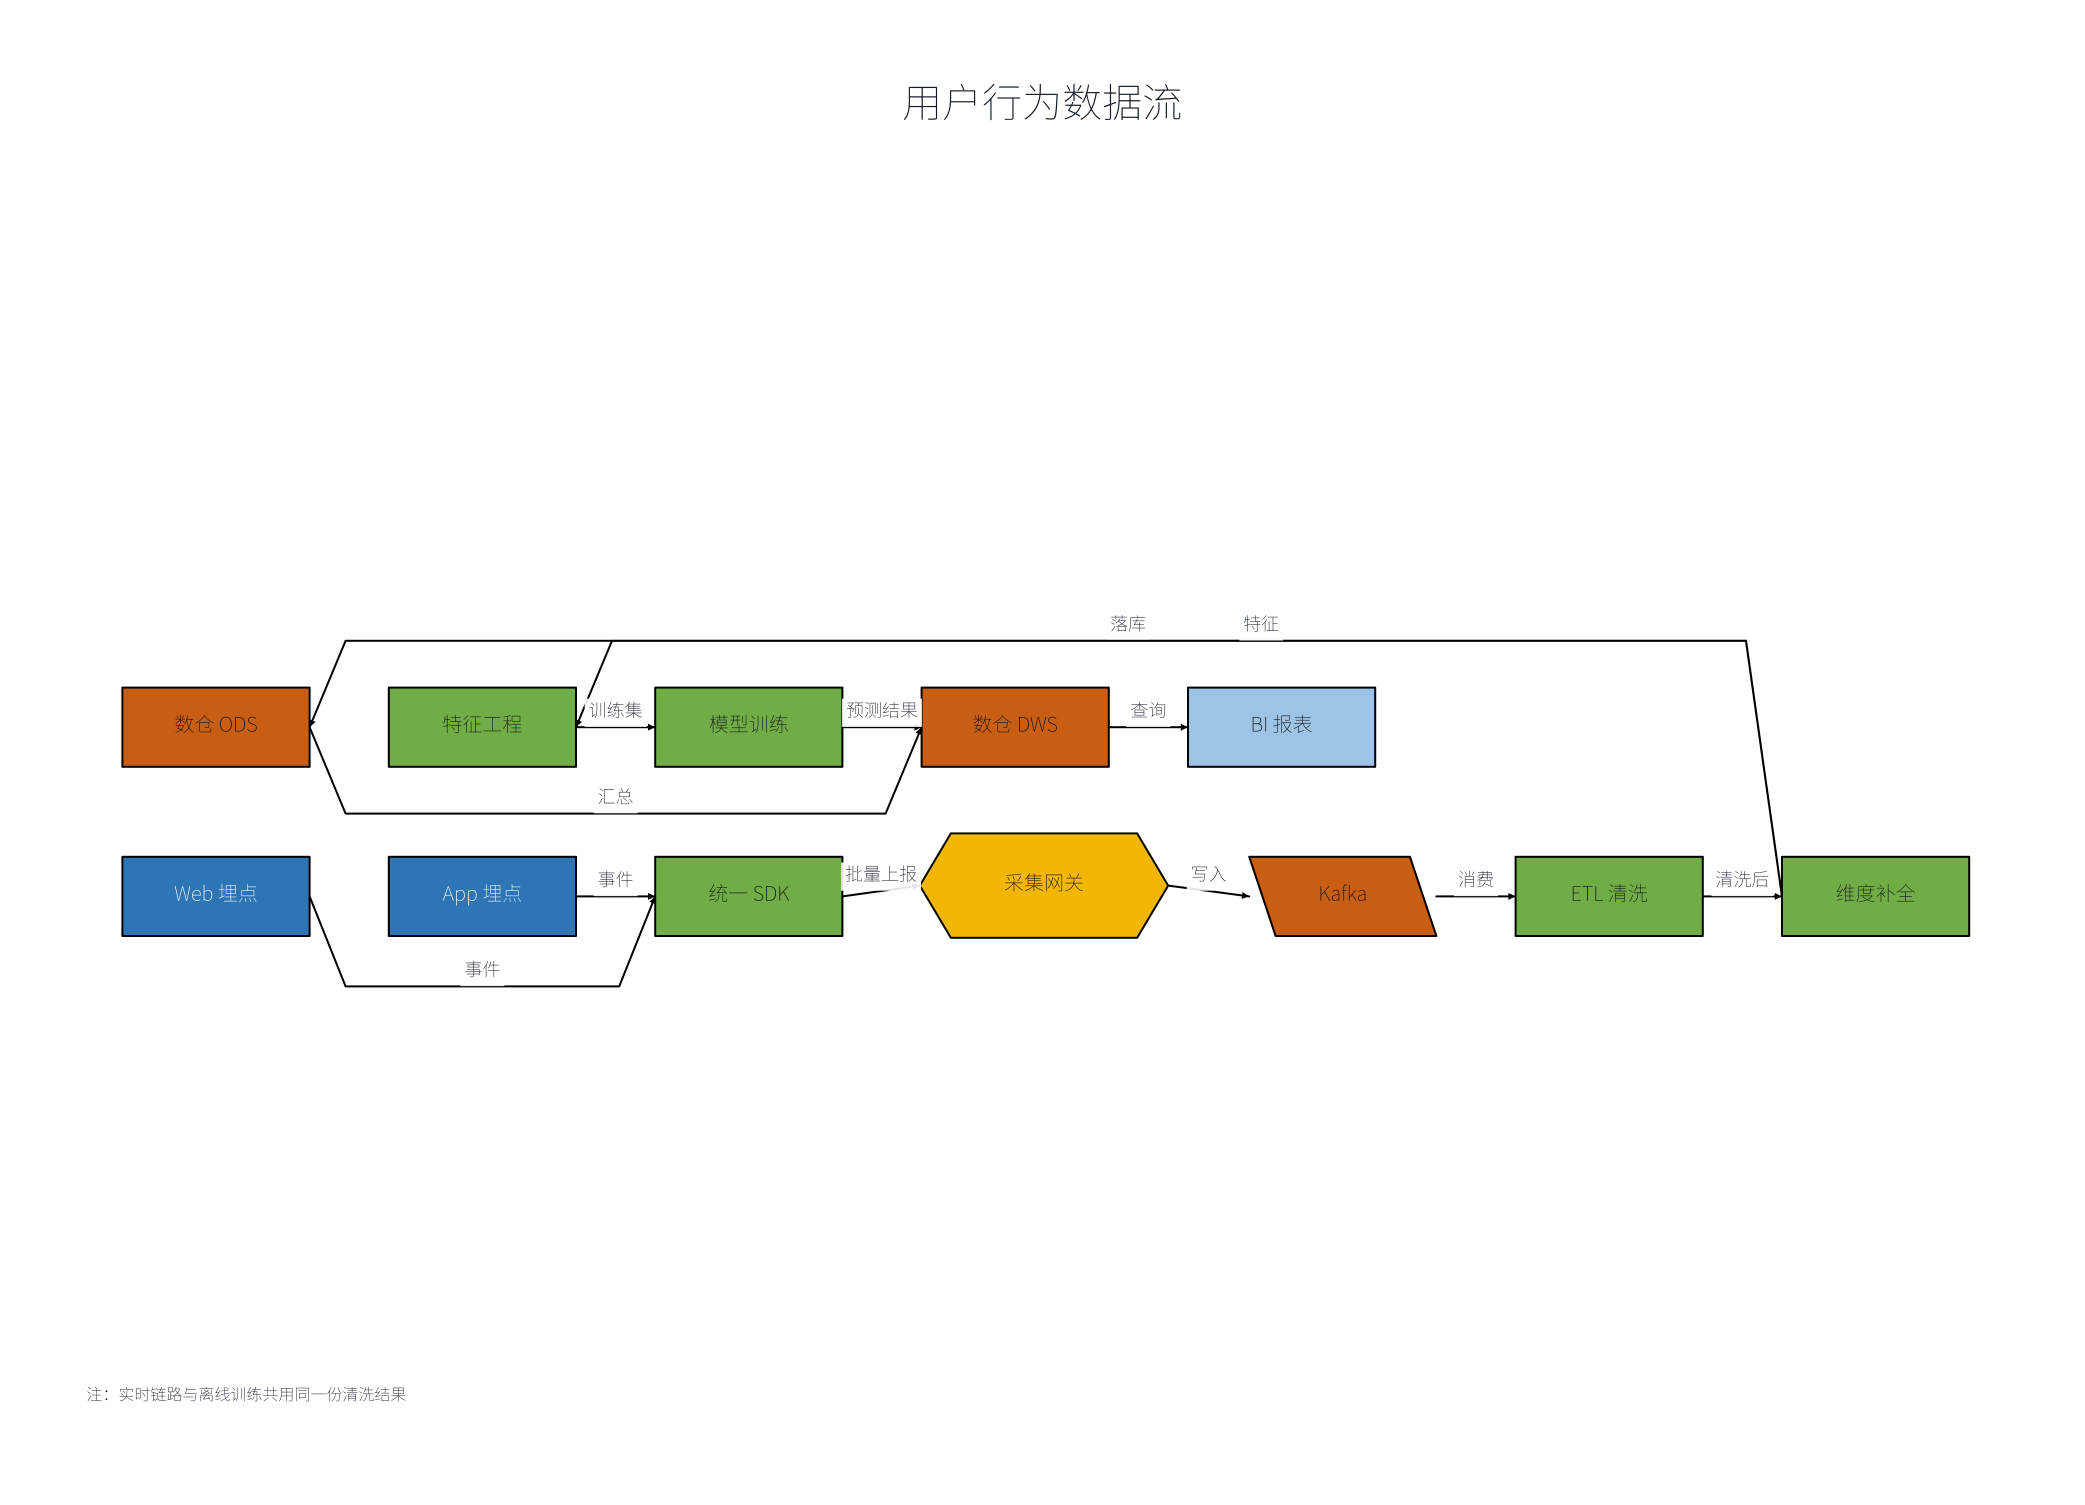 用户行为数据流
落库
特征
数仓 ODS
特征工程
训练集
模型训练
预测结果
数仓 DWS
查询
BI 报表
汇总
Web 埋点
App 埋点
事件
统一 SDK
批量上报
采集网关
写入
Kafka
消费
ETL 清洗
清洗后
维度补全
事件
注：实时链路与离线训练共用同一份清洗结果